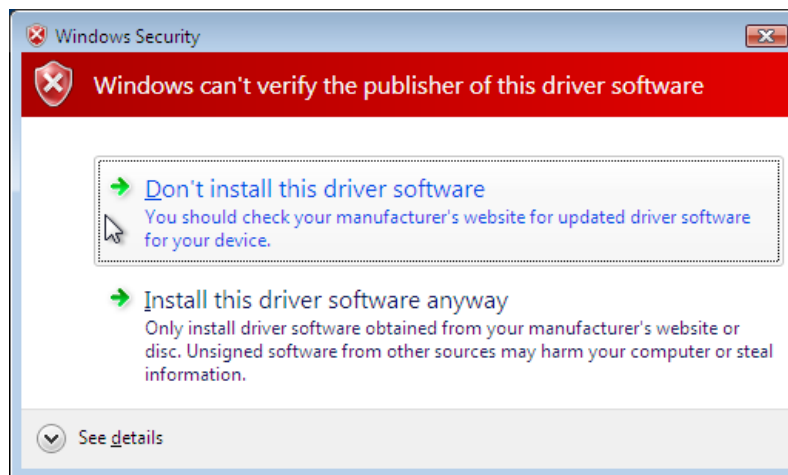 Windows Security
Windows can't verify the publisher of this driver software
Don't install this driver software
You should check your manufacturer's website for updated driver software
for your device.
Install this driver software anyway
Only install driver software obtained from your manufacturer's website or
disc. Unsigned software from other sources may harm your computer or steal
information.
See details